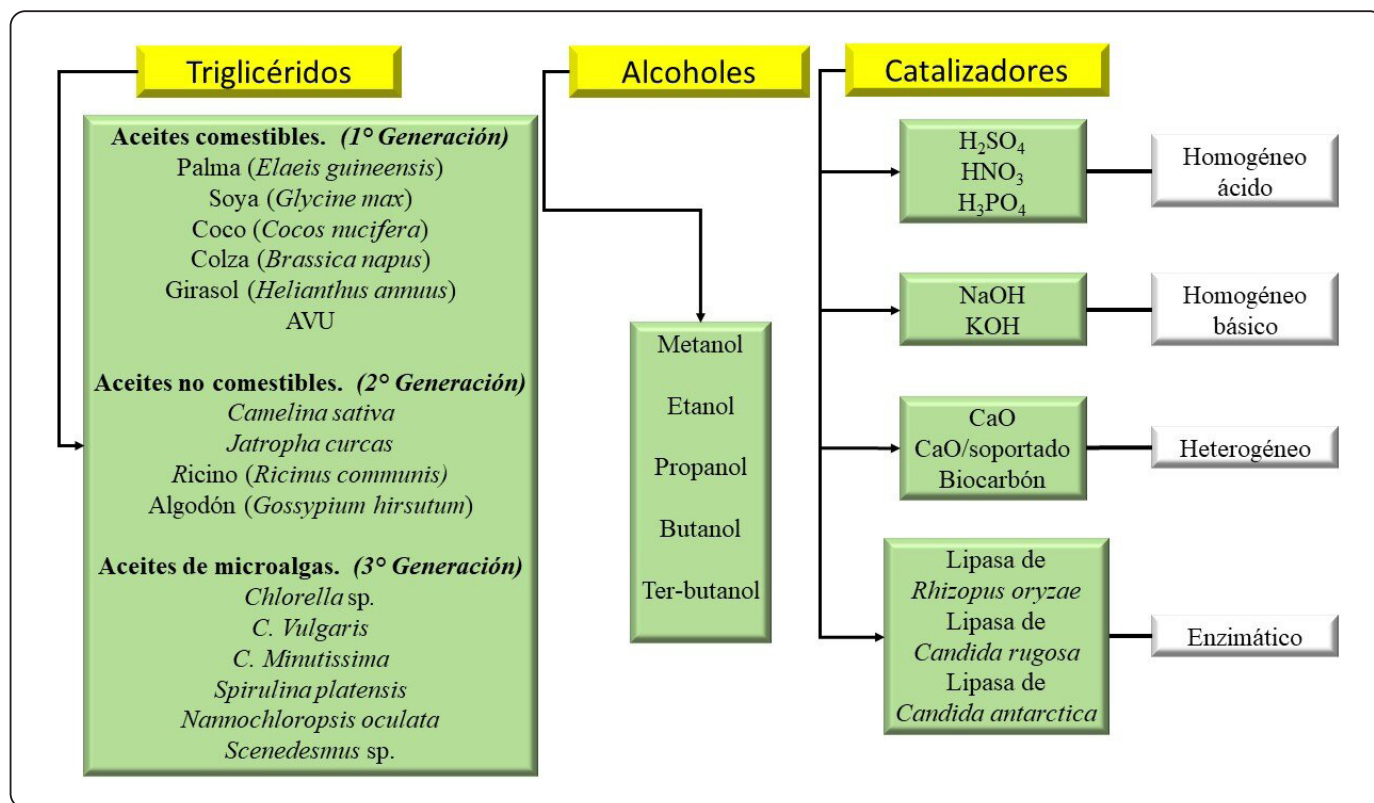 Triglicéridos
Aceites comestibles. (1° Generación)
Palma (Elaeis guineensis)
Soya (Glycine max)
Coco (Cocos nucifera)
Colza (Brassica napus)
Girasol (Helianthus annuus)
AVU
Aceites no comestibles. (2° Generación)
Camelina sativa
Jatropha curcas
Ricino (Ricinus communis)
Algodón (Gossypium hirsutum)
Aceites de microalgas. (3° Generación)
Chlorella sp.
C. Vulgaris
C. Minutissima
Spirulina platensis
Nannochloropsis oculata
Scenedesmus sp.
Alcoholes
Metanol
Etanol
Propanol
Butanol
Ter-butanol
Catalizadores
H₂SO₄
HNO₃
H₃PO₄
Homogéneo
ácido
NaOH
KOH
Homogéneo
básico
CaO
CaO/soportado
Biocarbón
Heterogéneo
Lipasa de
Rhizopus oryzae
Lipasa de
Candida rugosa
Lipasa de
Candida antarctica
Enzimático